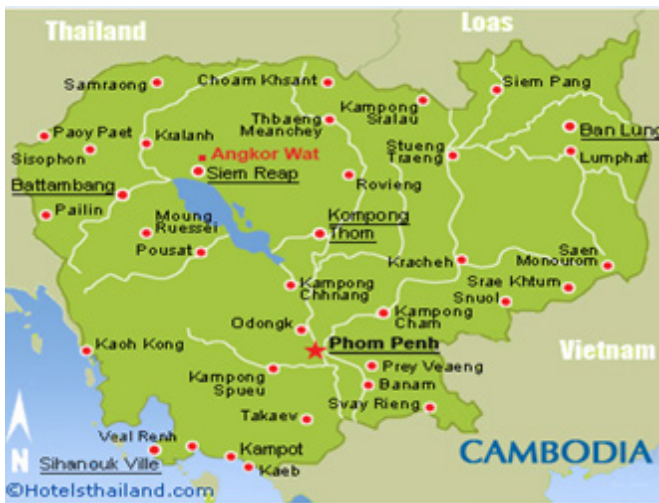 Thailand
Loas
Samraong
Choam Khsant
Siem Pang
Kampong
Sralau
Thbaeng
Meanchey
Paoy Paet
Kralanh
Ban Lung
Sisophon
Stueng
Traeng
Lumphat
Angkor Wat
Siem Reap
Battambang
Rovieng
Pailin
Moung
Ruessei
Kompong
Thom
Pousat
Kracheh
Saen
Monourom
Kampong
Chhnang
Srae Khtum
Snuol
Odongk
Kampong
Cham
Kaoh Kong
Phom Penh
Vietnam
Prey Veaeng
Kampong
Spueu
Banam
Svay Rieng
Takaev
Veal Renh
Kampot
CAMBODIA
N
Sihanouk Ville
Kaeb
©Hotelsthailand.com